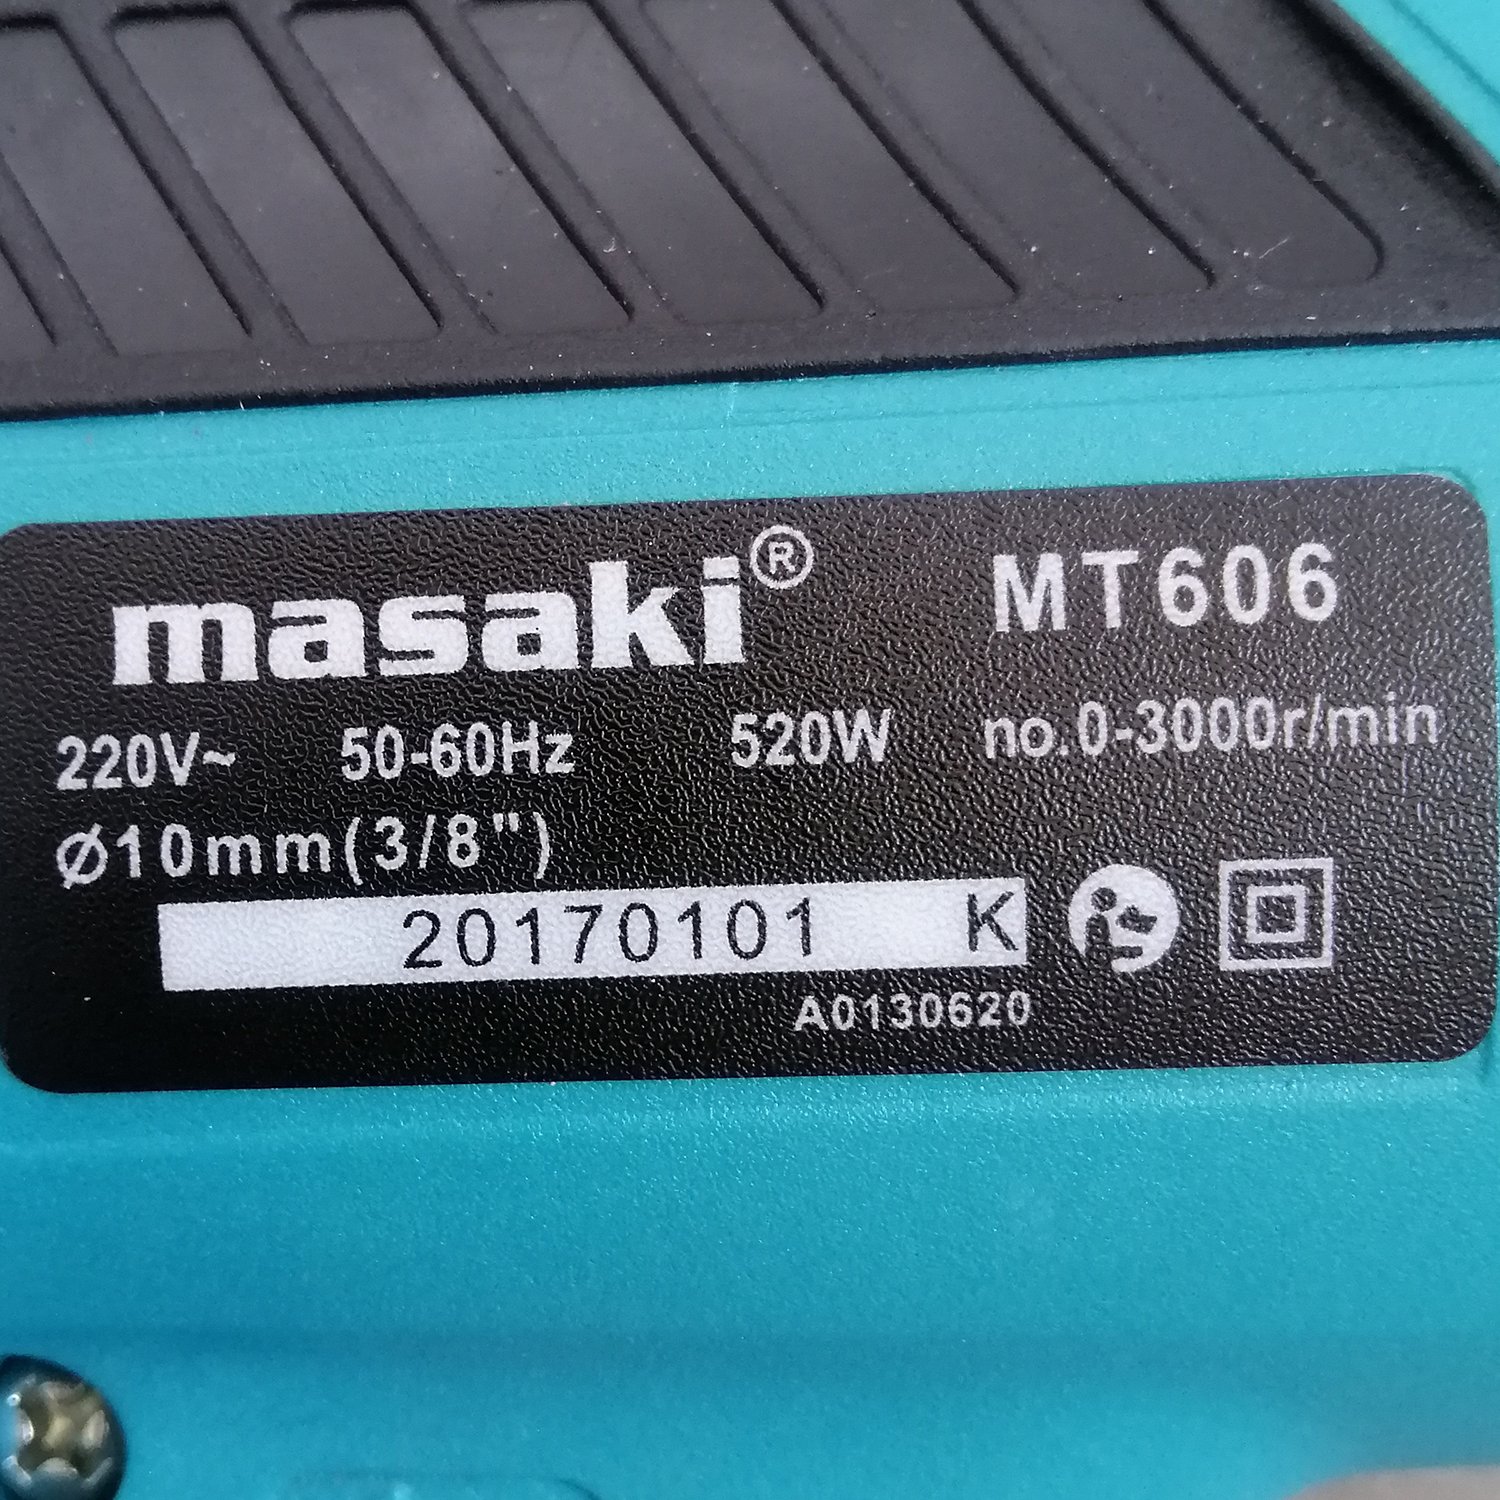 masaki® MT606
220V~ 50-60Hz 520W no.0-3000r/min
Ø10mm(3/8")
20170101 K
A0130620